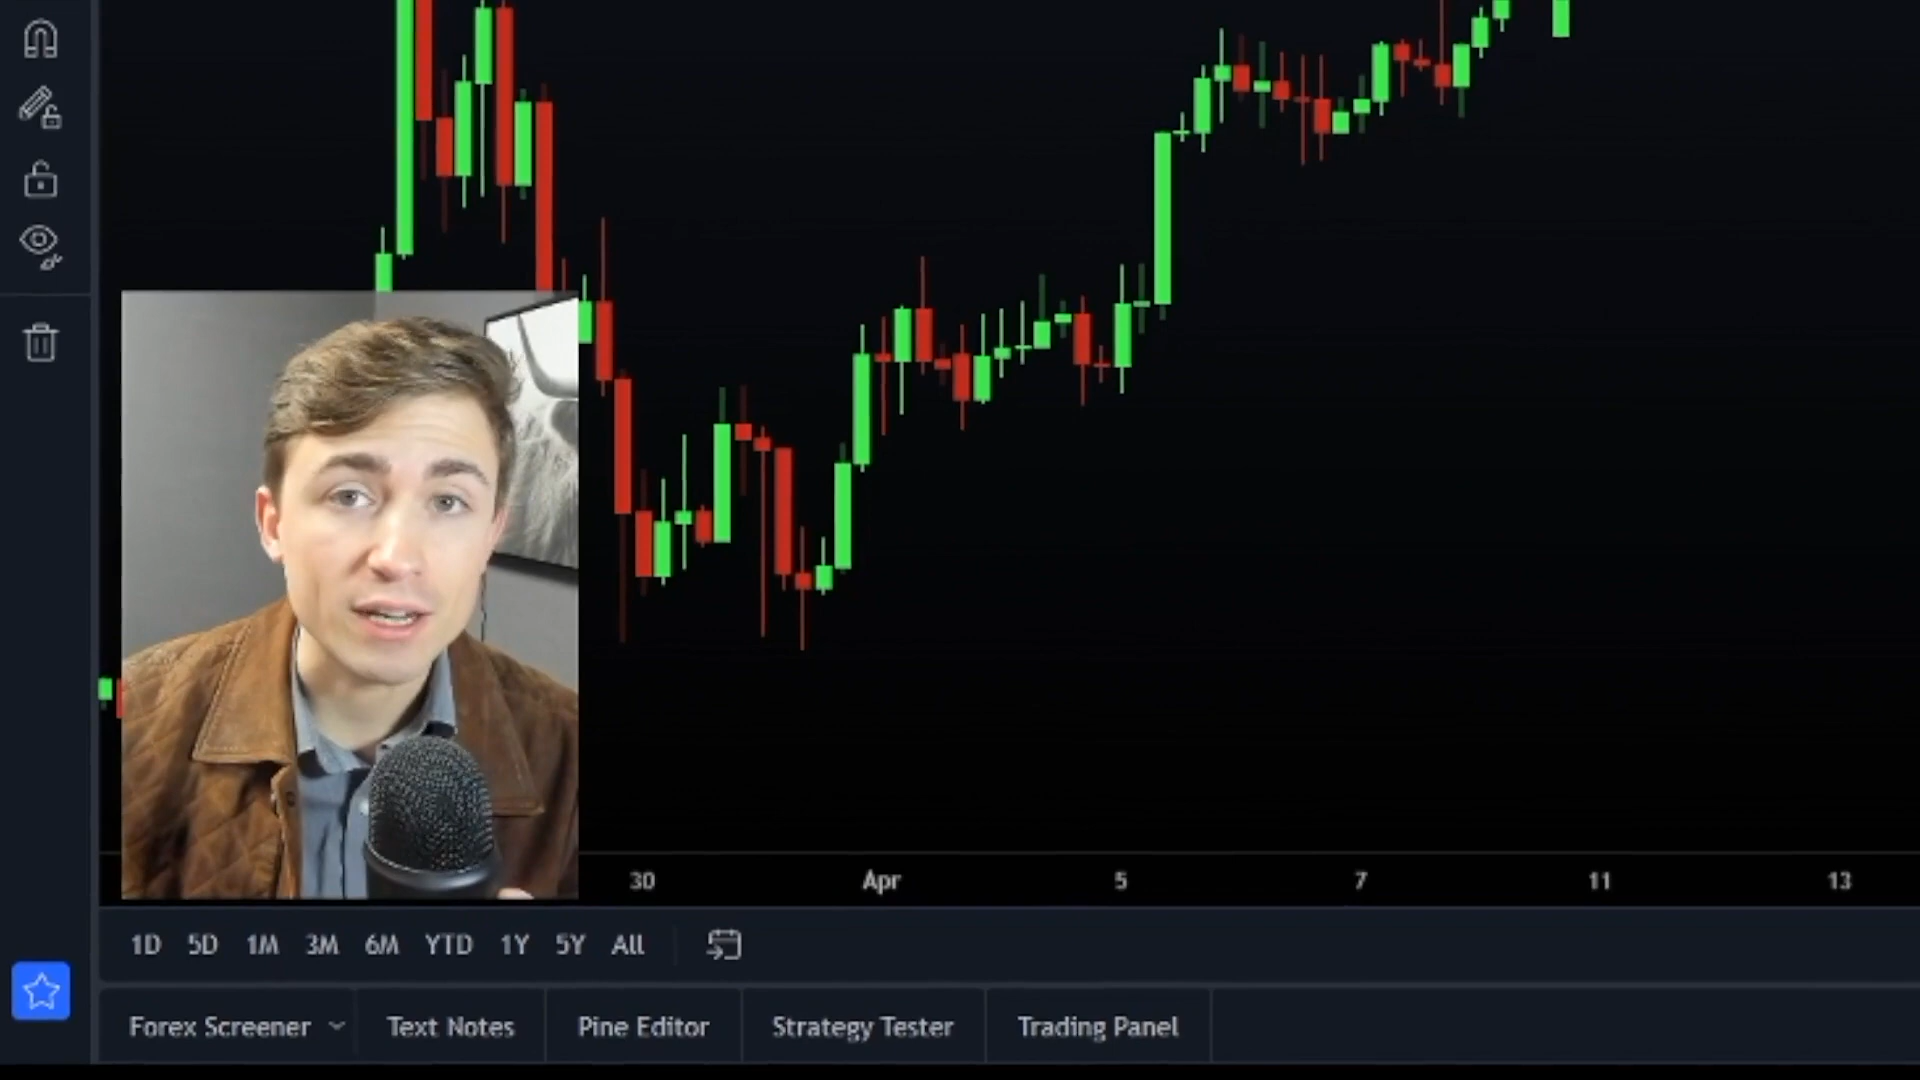 30 Apr 5 7 11 13
1D 5D 1M 3M 6M YTD 1Y 5Y All
Forex Screener Text Notes Pine Editor Strategy Tester Trading Panel